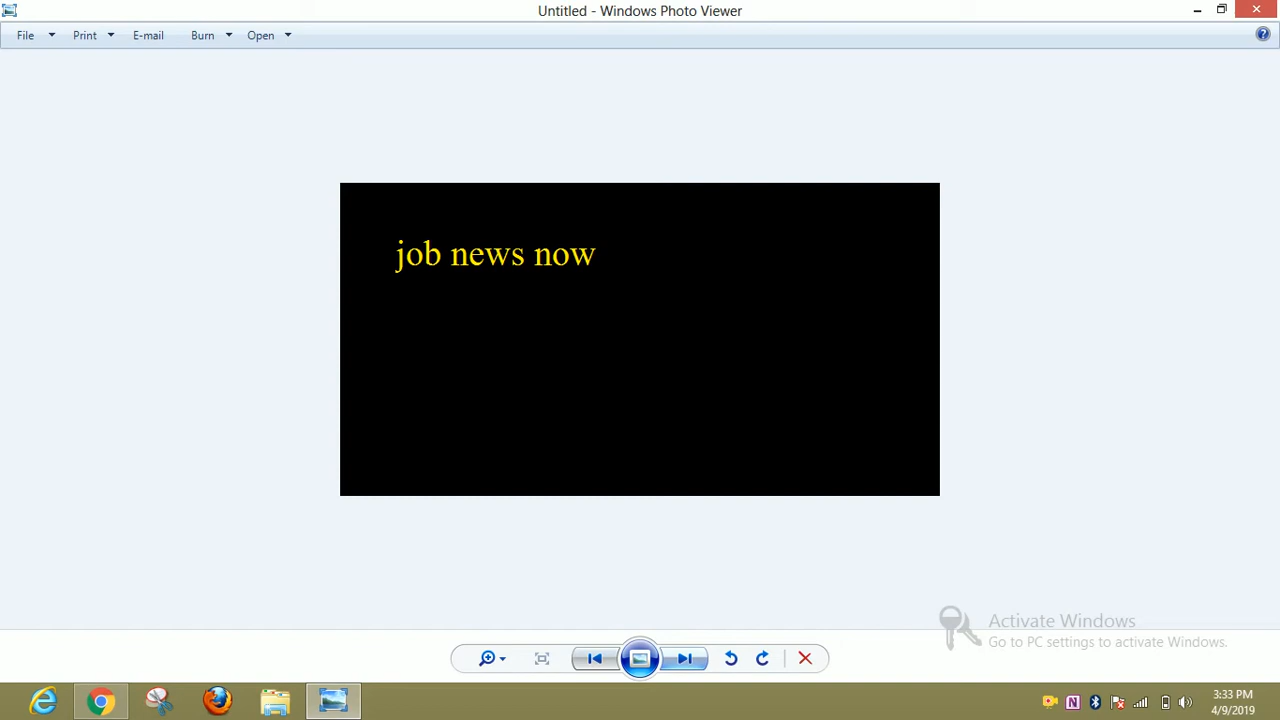 Untitled - Windows Photo Viewer
File Print E-mail Burn Open
job news now
Activate Windows
Go to PC settings to activate Windows.
3:33 PM
4/9/2019